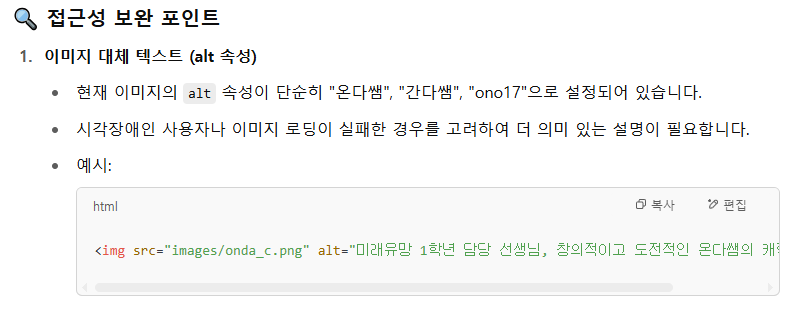 🔍 접근성 보완 포인트
1. 이미지 대체 텍스트 (alt 속성)
• 현재 이미지의 alt 속성이 단순히 "온다쌤", "간다쌤", "ono17"으로 설정되어 있습니다.
• 시각장애인 사용자나 이미지 로딩이 실패한 경우를 고려하여 더 의미 있는 설명이 필요합니다.
• 예시:
html 복사 편집
<img src="images/onda_c.png" alt="미래유망 1학년 담당 선생님, 창의적이고 도전적인 온다쌤의